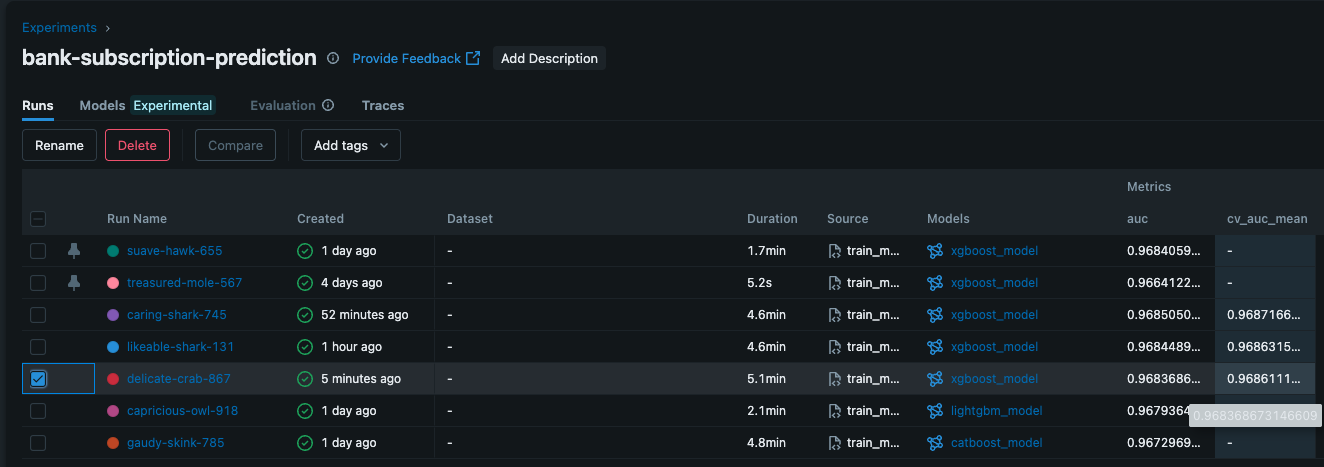 Experiments ›
bank-subscription-prediction Provide Feedback Add Description
Runs Models Experimental Evaluation Traces
Rename Delete Compare Add tags
Metrics
Run Name Created Dataset Duration Source Models auc cv_auc_mean
suave-hawk-655 1 day ago - 1.7min train_m... xgboost_model 0.9684059... -
treasured-mole-567 4 days ago - 5.2s train_m... xgboost_model 0.9664122... -
caring-shark-745 52 minutes ago - 4.6min train_m... xgboost_model 0.9685050... 0.9687166...
likeable-shark-131 1 hour ago - 4.6min train_m... xgboost_model 0.9684489... 0.9686315...
delicate-crab-867 5 minutes ago - 5.1min train_m... xgboost_model 0.9683686... 0.9686111...
capricious-owl-918 1 day ago - 2.1min train_m... lightgbm_model 0.9679364
0.968368673146609
gaudy-skink-785 1 day ago - 4.8min train_m... catboost_model 0.9672969... -